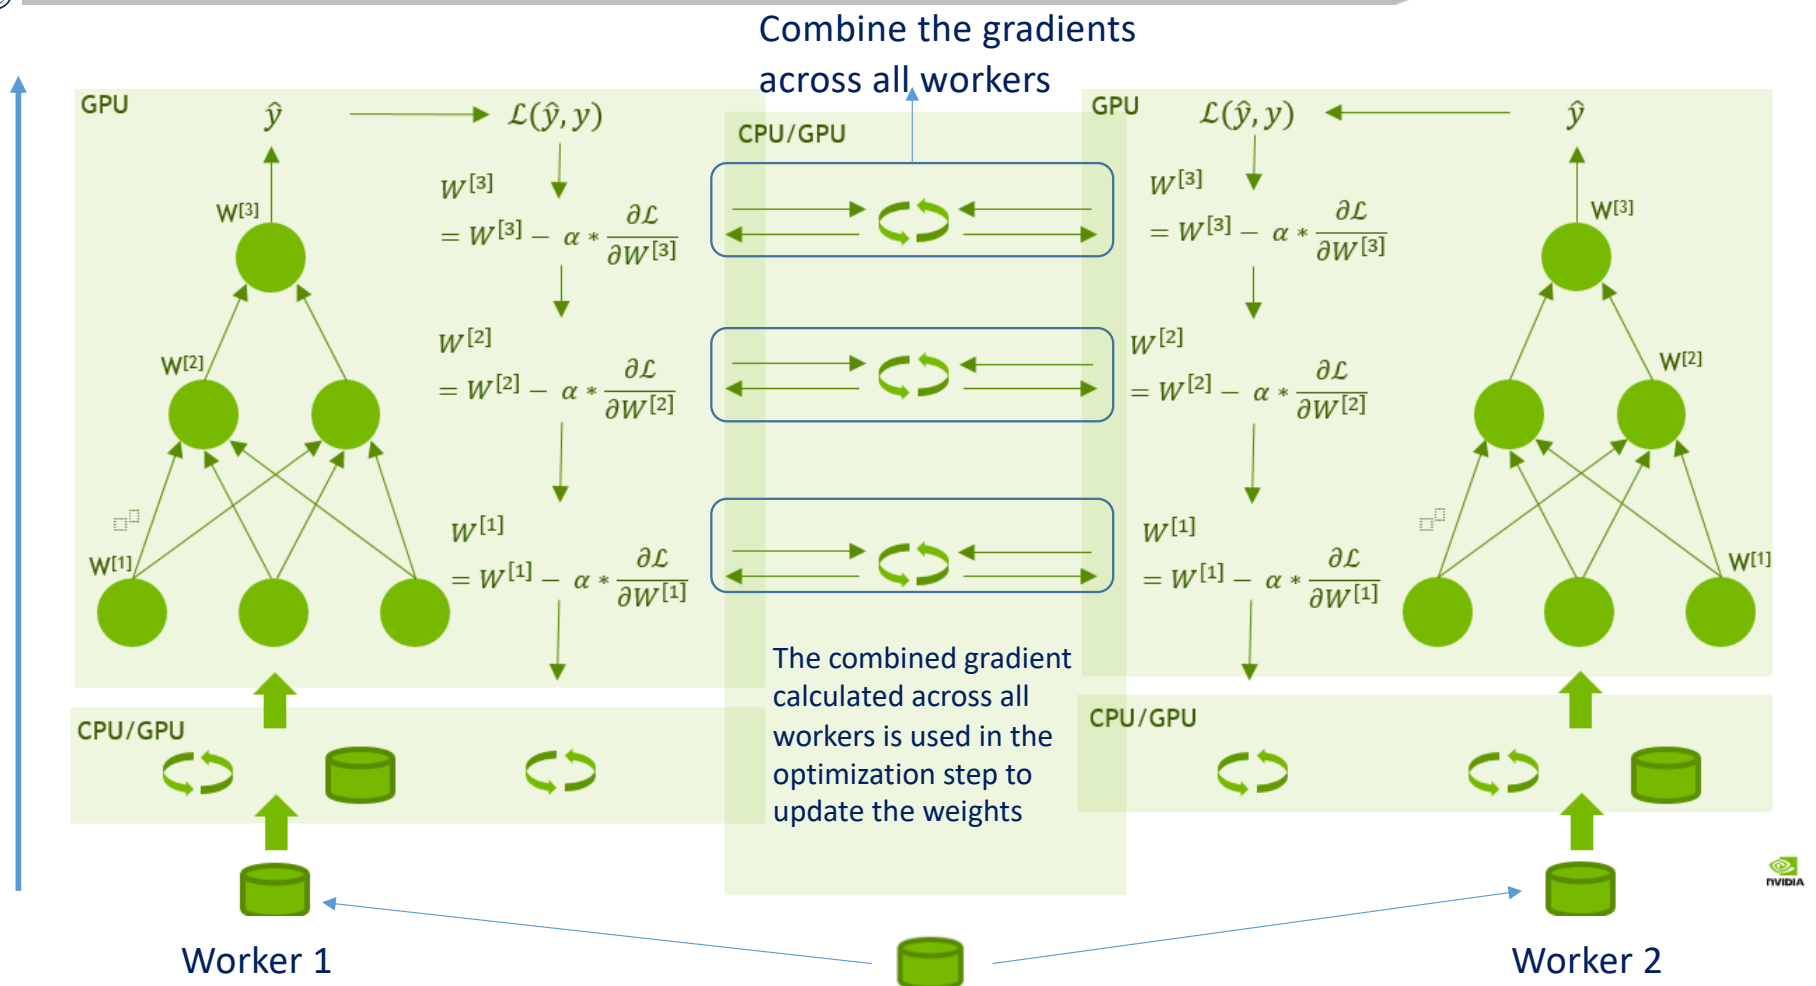 Combine the gradients
across all workers
GPU
ŷ
ℒ(ŷ, y)
W[3]
W[3]
= W[3] − α * ∂ℒ/∂W[3]
W[2]
W[2]
= W[2] − α * ∂ℒ/∂W[2]
W[1]
W[1]
= W[1] − α * ∂ℒ/∂W[1]
CPU/GPU
GPU
ℒ(ŷ, y)
ŷ
W[3]
= W[3] − α * ∂ℒ/∂W[3]
W[3]
W[2]
= W[2] − α * ∂ℒ/∂W[2]
W[2]
W[1]
= W[1] − α * ∂ℒ/∂W[1]
W[1]
The combined gradient
calculated across all
workers is used in the
optimization step to
update the weights
CPU/GPU
CPU/GPU
NVIDIA
Worker 1
Worker 2